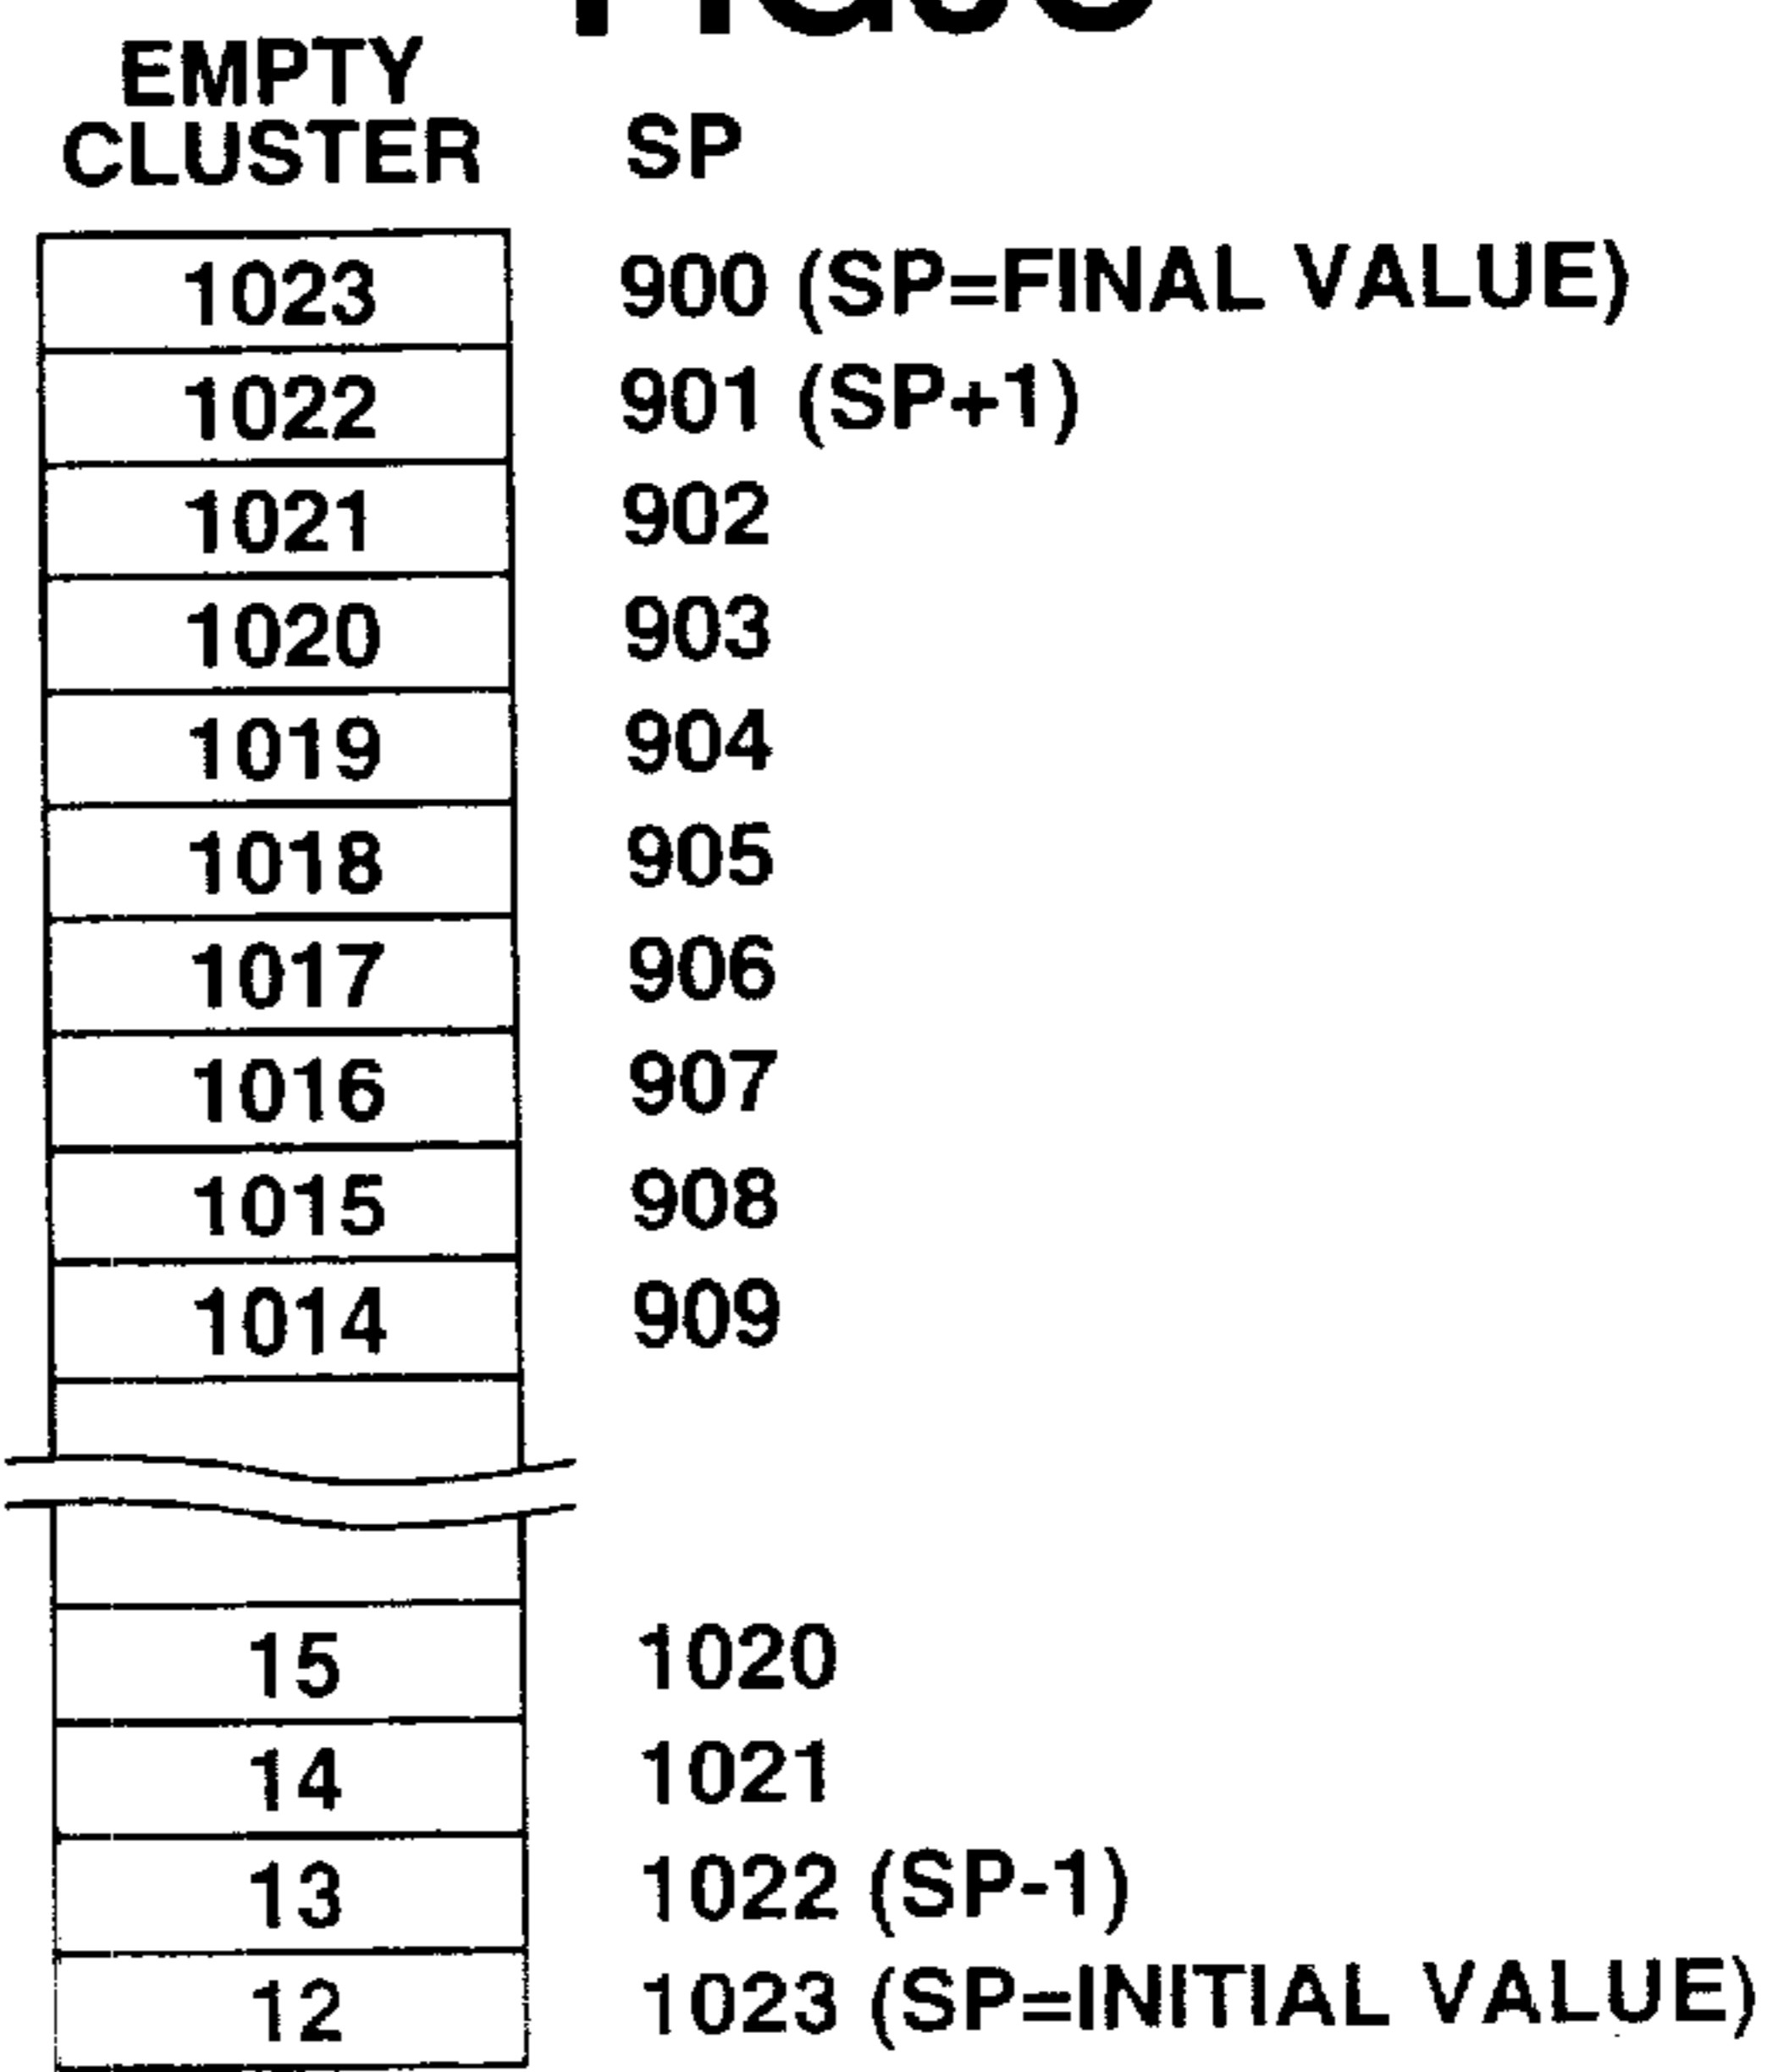 EMPTY
CLUSTER SP
1023 900 (SP=FINAL VALUE)
1022 901 (SP+1)
1021 902
1020 903
1019 904
1018 905
1017 906
1016 907
1015 908
1014 909
15 1020
14 1021
13 1022 (SP-1)
12 1023 (SP=INITIAL VALUE)